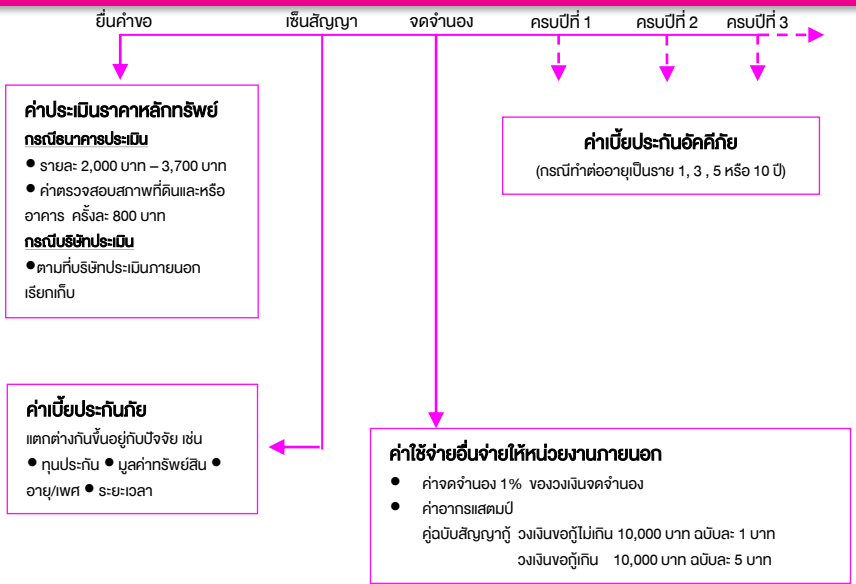 ยื่นคำขอ เซ็นสัญญา จดจำนอง ครบปีที่ 1 ครบปีที่ 2 ครบปีที่ 3
ค่าประเมินราคาหลักทรัพย์
กรณีธนาคารประเมิน
● รายละ 2,000 บาท – 3,700 บาท
● ค่าตรวจสอบสภาพที่ดินและหรือ
อาคาร ครั้งละ 800 บาท
กรณีบริษัทประเมิน
●ตามที่บริษัทประเมินภายนอก
เรียกเก็บ
ค่าเบี้ยประกันอัคคีภัย
(กรณีทำต่ออายุเป็นราย 1, 3 , 5 หรือ 10 ปี)
ค่าเบี้ยประกันภัย
แตกต่างกันขึ้นอยู่กับปัจจัย เช่น
● ทุนประกัน ● มูลค่าทรัพย์สิน ●
อายุ/เพศ ● ระยะเวลา
ค่าใช้จ่ายอื่นจ่ายให้หน่วยงานภายนอก
● ค่าจดจำนอง 1% ของวงเงินจดจำนอง
● ค่าอากรแสตมป์
คู่ฉบับสัญญากู้ วงเงินขอกู้ไม่เกิน 10,000 บาท ฉบับละ 1 บาท
วงเงินขอกู้เกิน 10,000 บาท ฉบับละ 5 บาท